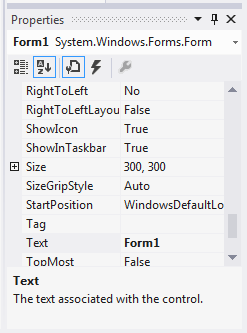 Properties
Form1 System.Windows.Forms.Form
RightToLeft No
RightToLeftLayou False
ShowIcon True
ShowInTaskbar True
Size 300, 300
SizeGripStyle Auto
StartPosition WindowsDefaultLo
Tag
Text Form1
TopMost False
Text
The text associated with the control.